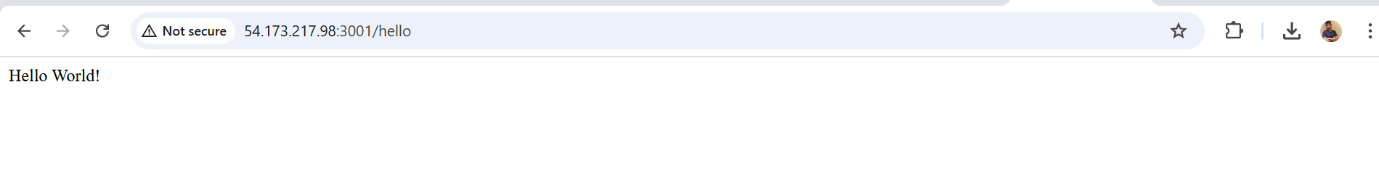 Not secure 54.173.217.98:3001/hello
Hello World!